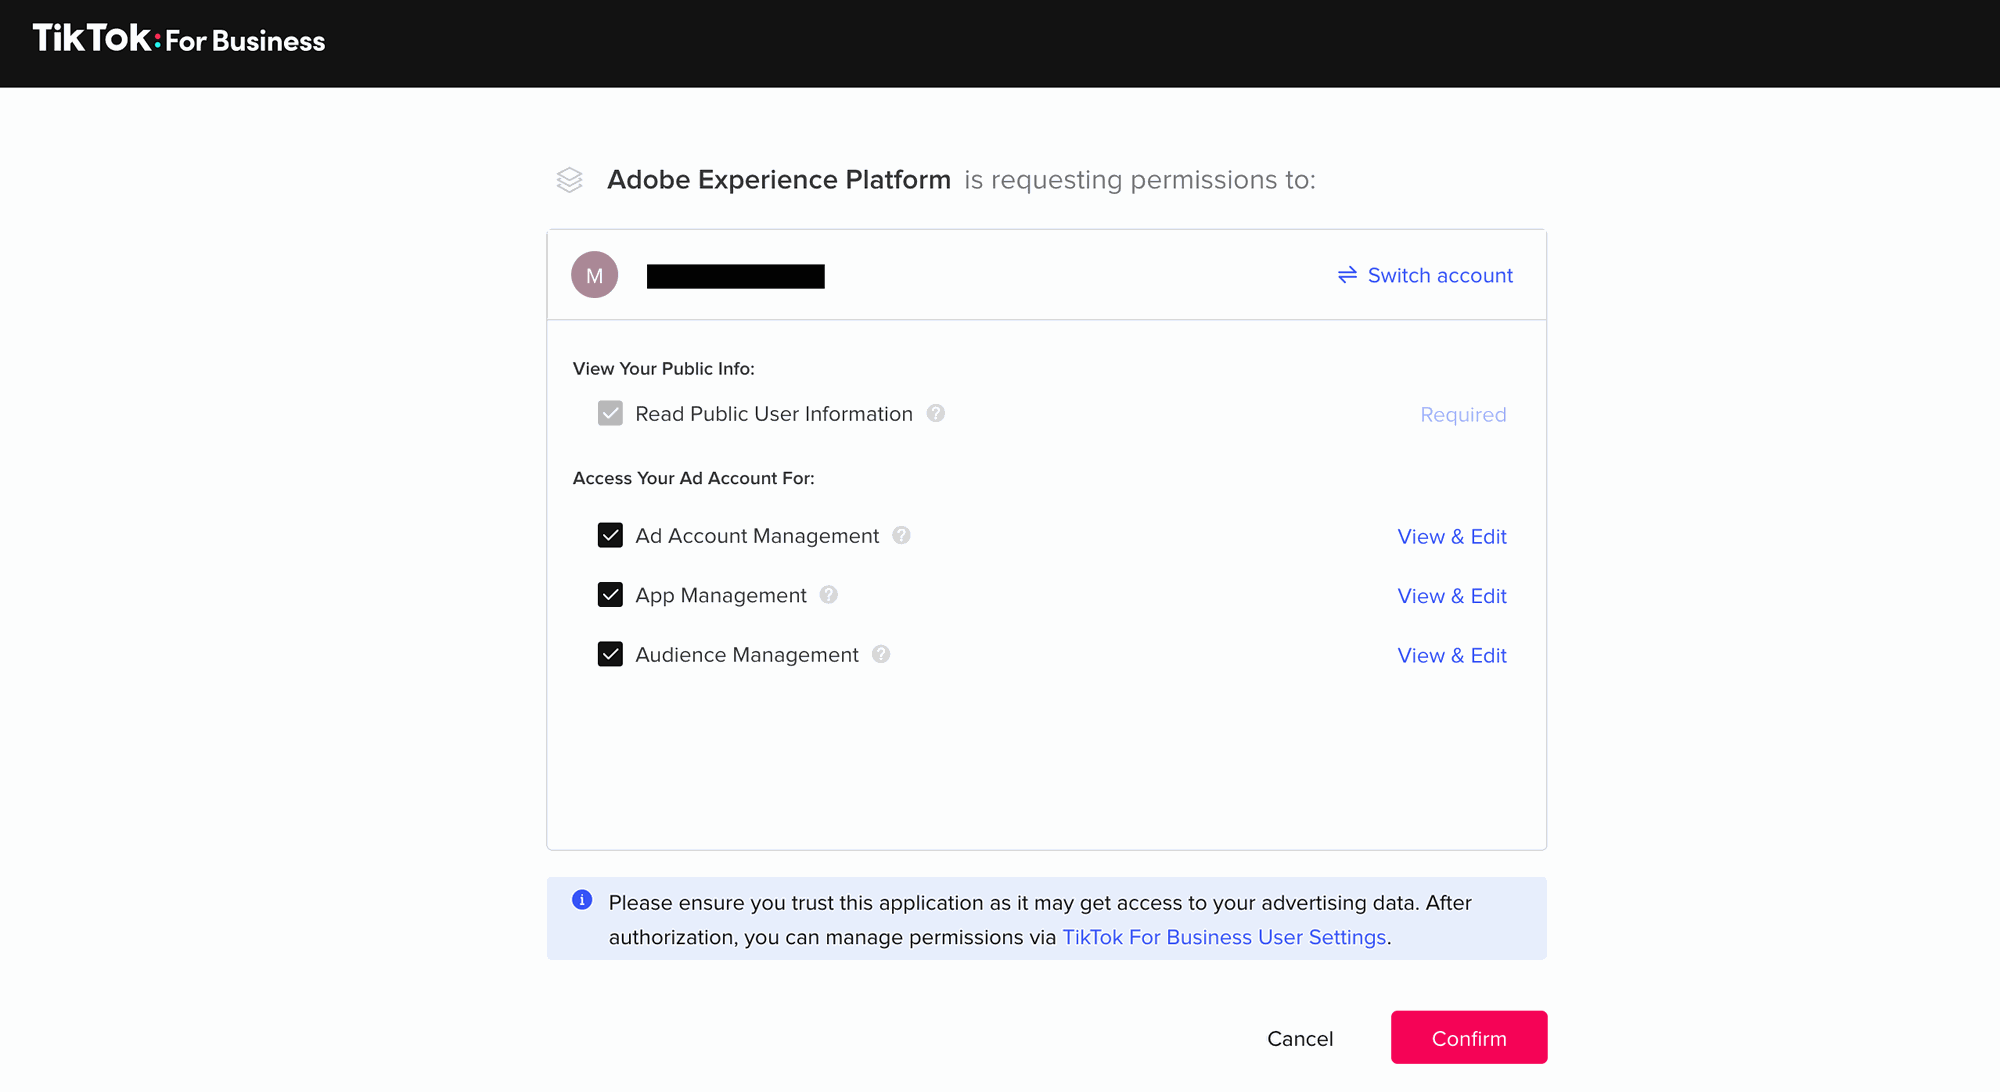 TikTok: For Business
Adobe Experience Platform is requesting permissions to:
M
Switch account
View Your Public Info:
Read Public User Information ?
Required
Access Your Ad Account For:
Ad Account Management ?
View & Edit
App Management ?
View & Edit
Audience Management ?
View & Edit
Please ensure you trust this application as it may get access to your advertising data. After
authorization, you can manage permissions via TikTok For Business User Settings.
Cancel
Confirm